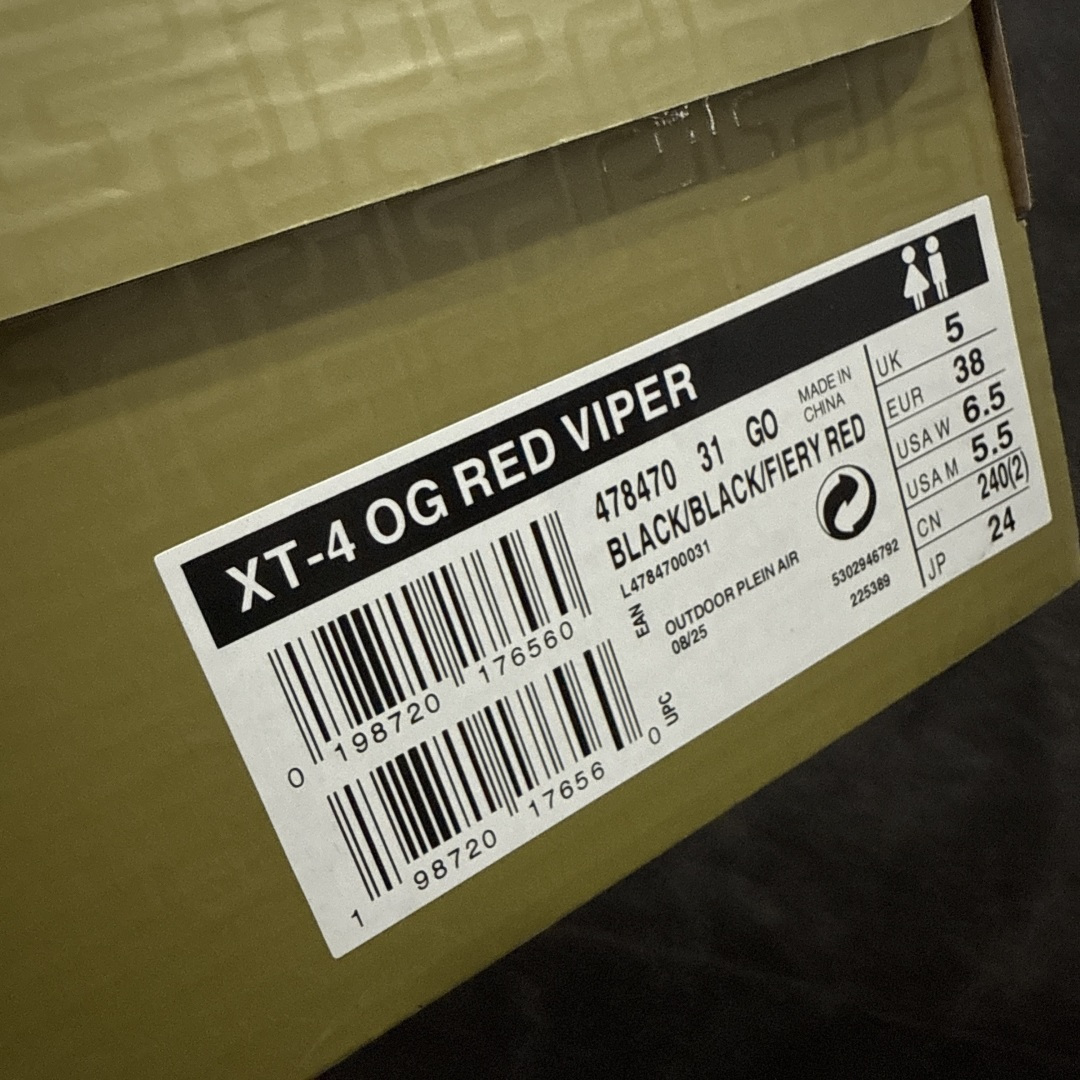 XT-4 OG RED VIPER
478470 31 GO
MADE IN
CHINA
BLACK/BLACK/FIERY RED
L4784700031
EAN
OUTDOOR PLEIN AIR
08/25
5302946792
225389
UK 5
EUR 38
USA W 6.5
USA M 5.5
CN 240(2)
JP 24
0 198720 176560
UPC
1 98720 17656 0